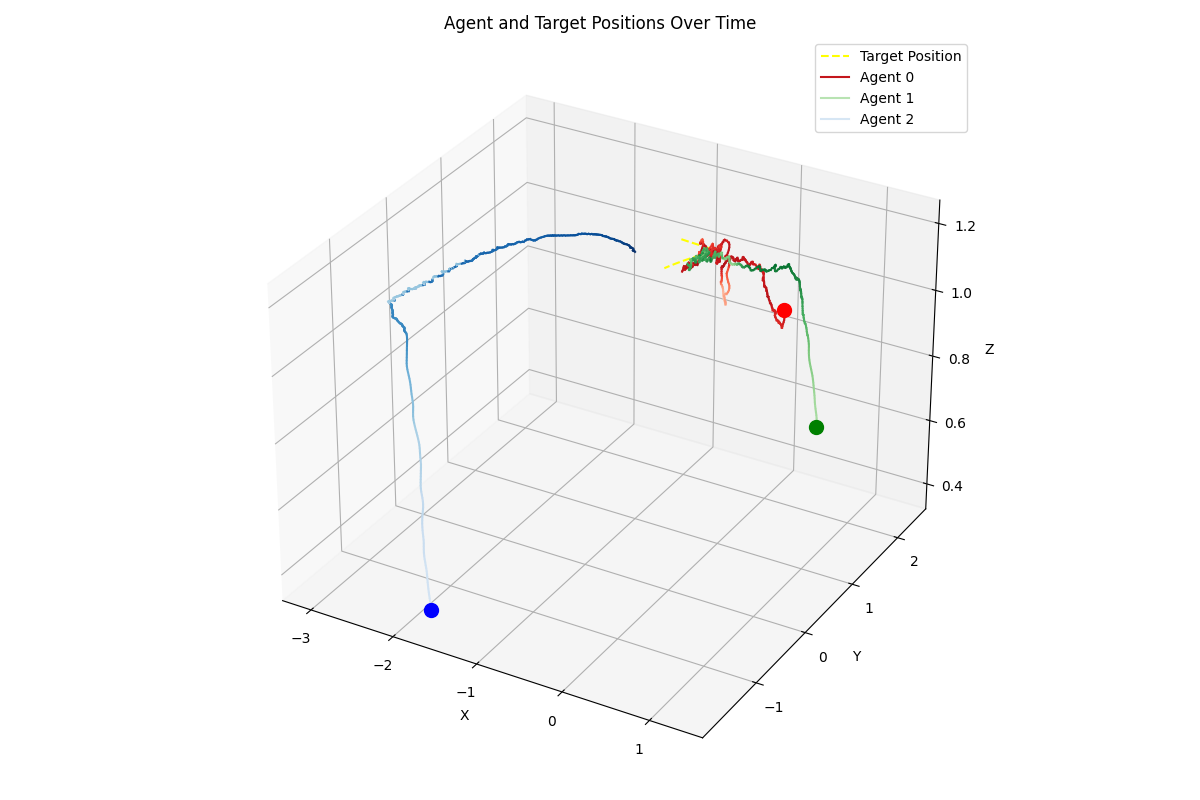 Agent and Target Positions Over Time
Target Position
Agent 0
Agent 1
Agent 2
1.2
1.0
Z
0.8
0.6
0.4
2
1
0
Y
−1
−3
−2
−1
X
0
1